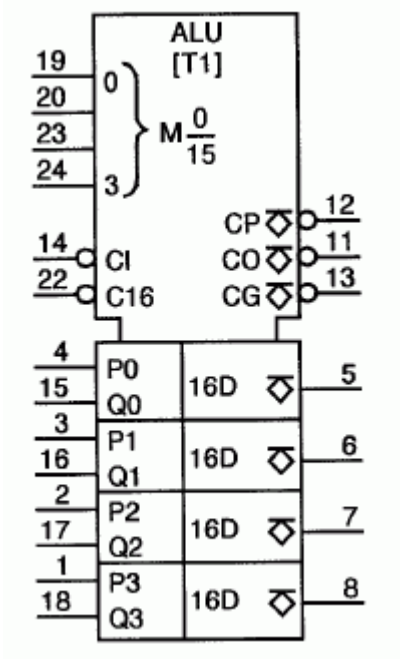 ALU
[T1]
19 0
20
23 M 0/15
24 3
CP 12
14 CI CO 11
22 C16 CG 13
4 P0 16D 5
15 Q0
3 P1 16D 6
16 Q1
2 P2 16D 7
17 Q2
1 P3 16D 8
18 Q3